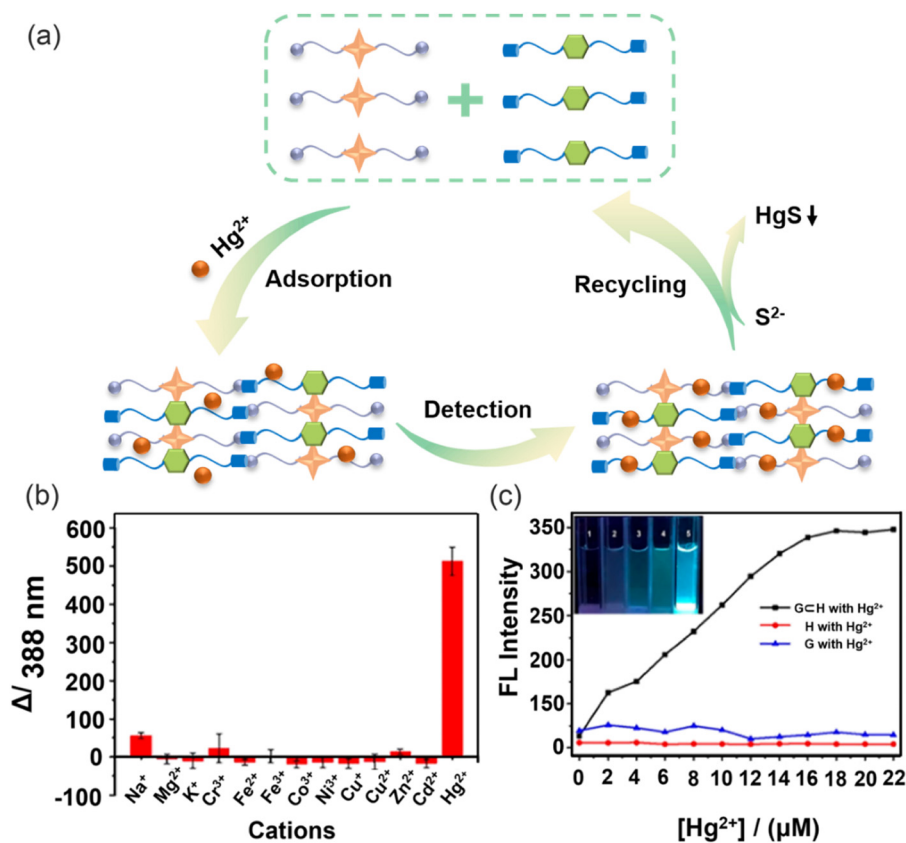 (a)
Hg²⁺
Adsorption
Recycling
HgS↓
S²⁻
Detection
(b)
Δ/ 388 nm
600
500
400
300
200
100
0
-100
Na⁺
Mg²⁺
K⁺
Cr³⁺
Fe²⁺
Fe³⁺
Co³⁺
Ni³⁺
Cu⁺
Cu²⁺
Zn²⁺
Cd²⁺
Hg²⁺
Cations
(c)
FL Intensity
350
300
250
350
150
0
1 2 3 4 5
G⊂H with Hg²⁺
H with Hg²⁺
G with Hg²⁺
0 2 4 6 8 10 12 14 16 18 20 22
[Hg²⁺] / (μM)